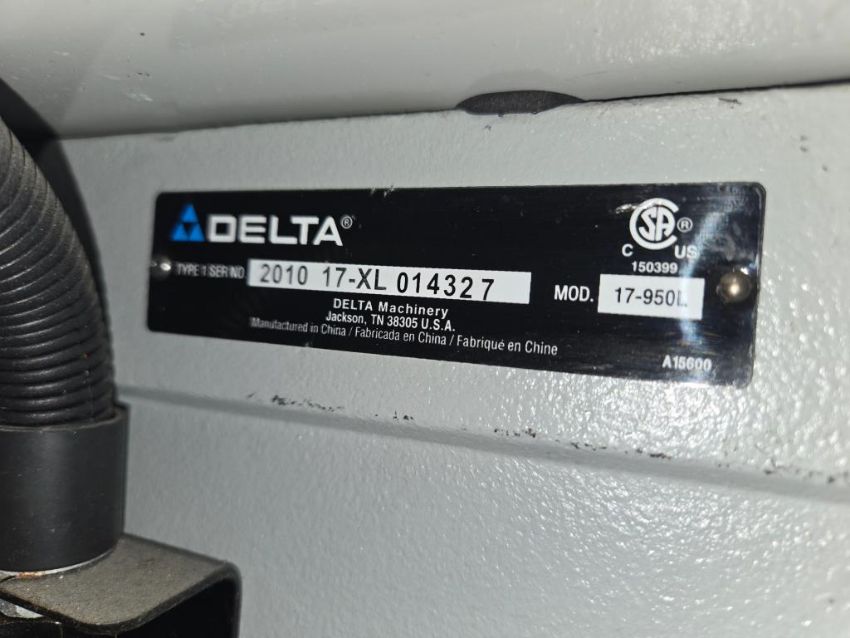 DELTA®
CSA®
C US
150399
TYPE 1 SER NO 2010 17-XL 014327
MOD. 17-950L
DELTA Machinery
Jackson, TN 38305 U.S.A.
Manufactured in China / Fabricada en China / Fabriqué en Chine
A15600